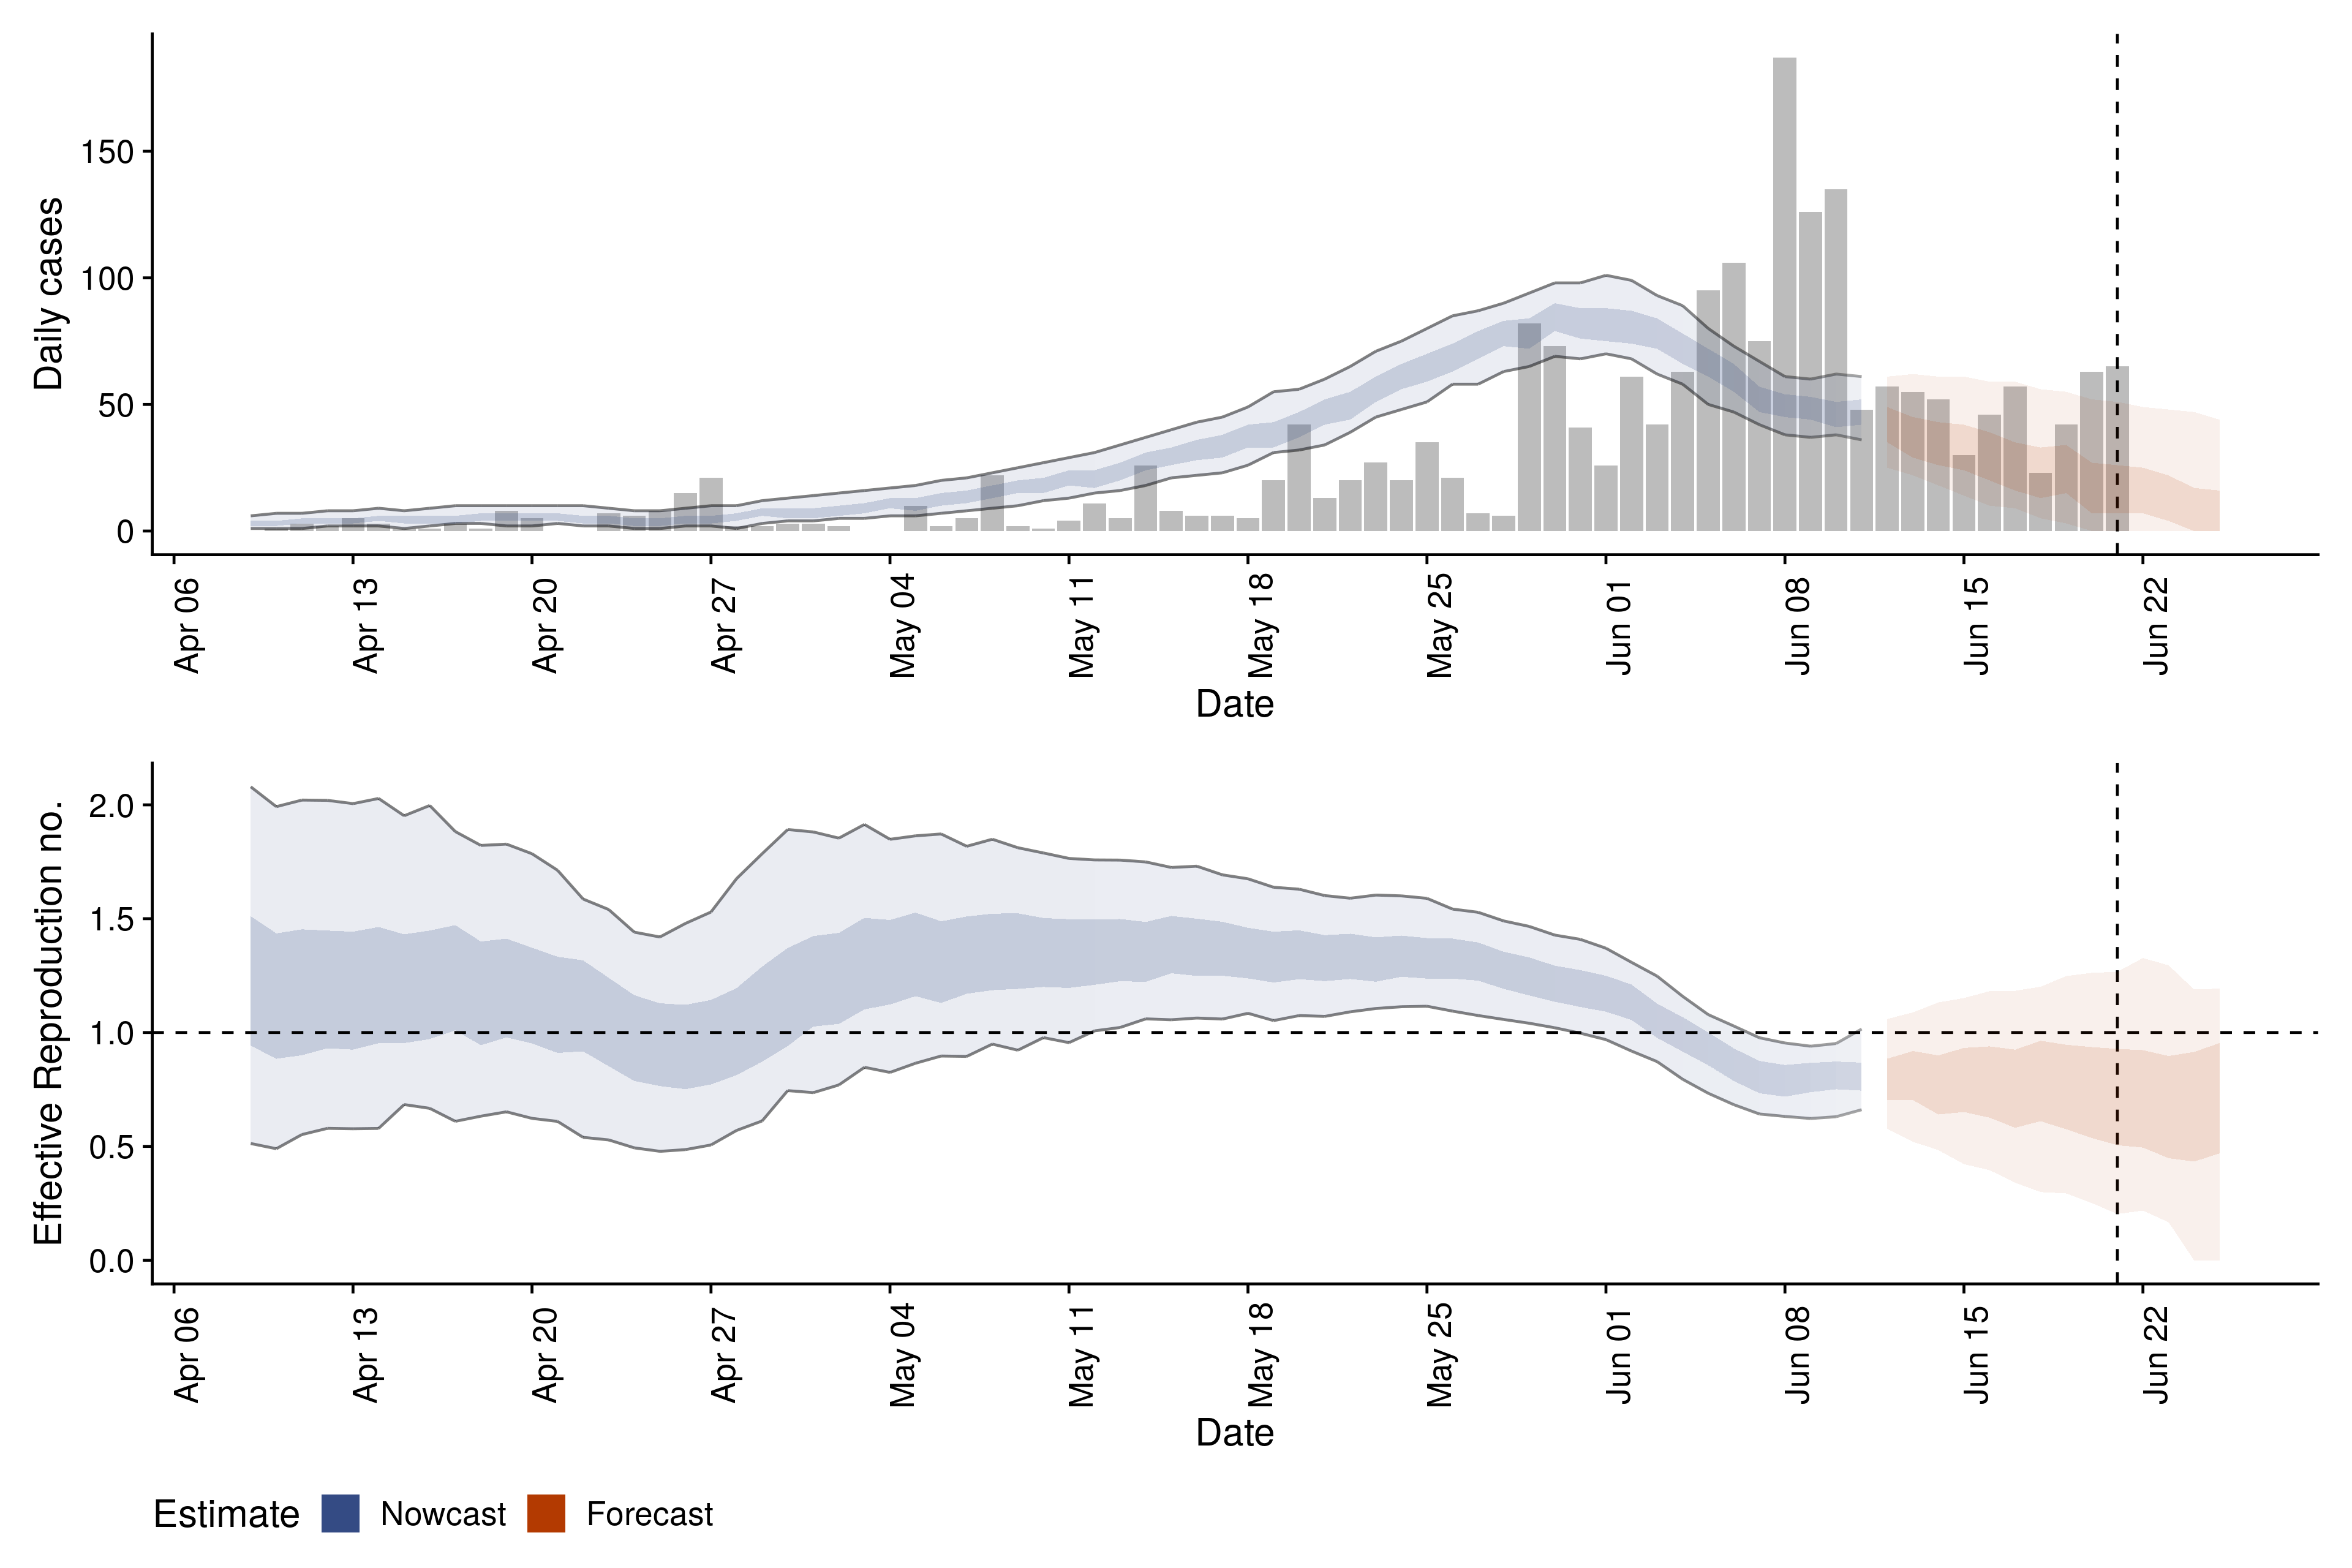 Daily cases
150
100
50
0
Apr 06
Apr 13
Apr 20
Apr 27
May 04
May 11
May 18
May 25
Jun 01
Jun 08
Jun 15
Jun 22
Date
Effective Reproduction no.
2.0
1.5
1.0
0.5
0.0
Apr 06
Apr 13
Apr 20
Apr 27
May 04
May 11
May 18
May 25
Jun 01
Jun 08
Jun 15
Jun 22
Date
Estimate Nowcast Forecast